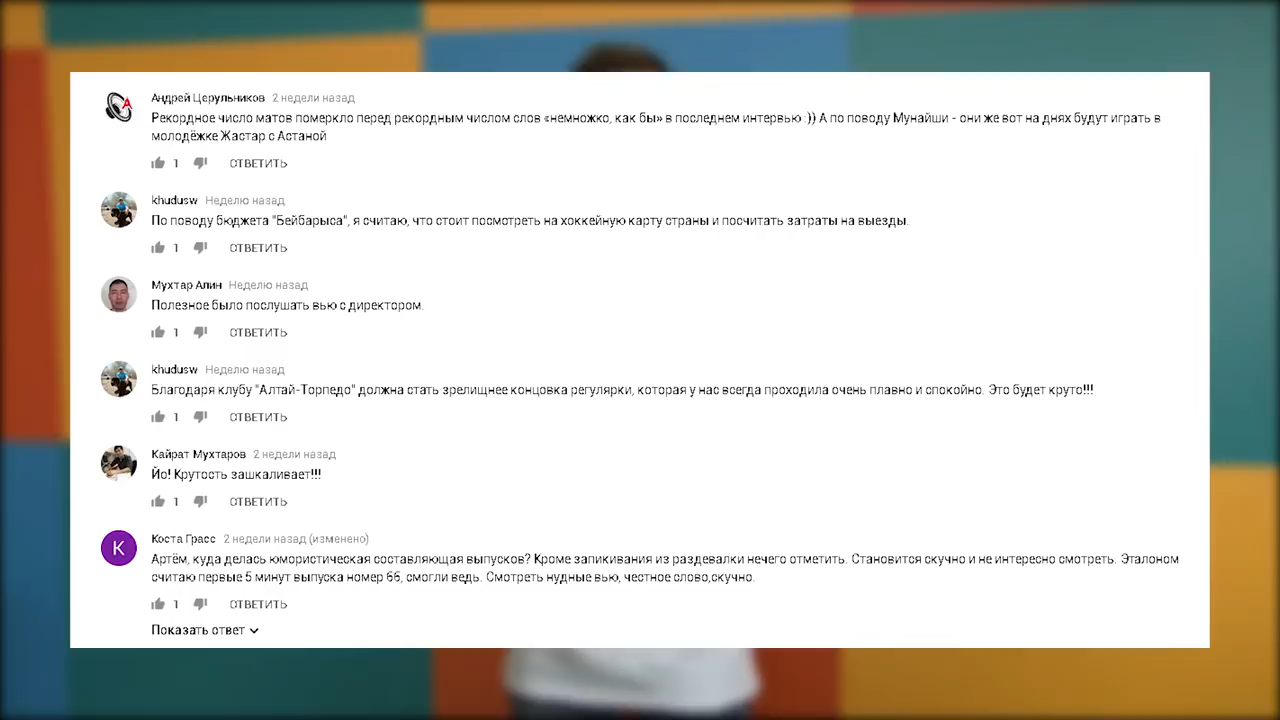 Андрей Церульников 2 недели назад
Рекордное число матов померкло перед рекордным числом слов «немножко, как бы» в последнем интервью :)) А по поводу Мунайши - они же вот на днях будут играть в
молодёжке Жастар с Астаной
1 ОТВЕТИТЬ
khudusw Неделю назад
По поводу бюджета "Бейбарыса", я считаю, что стоит посмотреть на хоккейную карту страны и посчитать затраты на выезды.
1 ОТВЕТИТЬ
Мухтар Алин Неделю назад
Полезное было послушать вью с директором.
1 ОТВЕТИТЬ
khudusw Неделю назад
Благодаря клубу "Алтай-Торпедо" должна стать зрелищнее концовка регулярки, которая у нас всегда проходила очень плавно и спокойно. Это будет круто!!!
1 ОТВЕТИТЬ
Кайрат Мухтаров 2 недели назад
Йо! Крутость зашкаливает!!!
1 ОТВЕТИТЬ
К
Коста Грасс 2 недели назад (изменено)
Артём, куда делась юмористическая составляющая выпусков? Кроме запикивания из раздевалки нечего отметить. Становится скучно и не интересно смотреть. Эталоном
считаю первые 5 минут выпуска номер 66, смогли ведь. Смотреть нудные вью, честное слово,скучно.
1 ОТВЕТИТЬ
Показать ответ